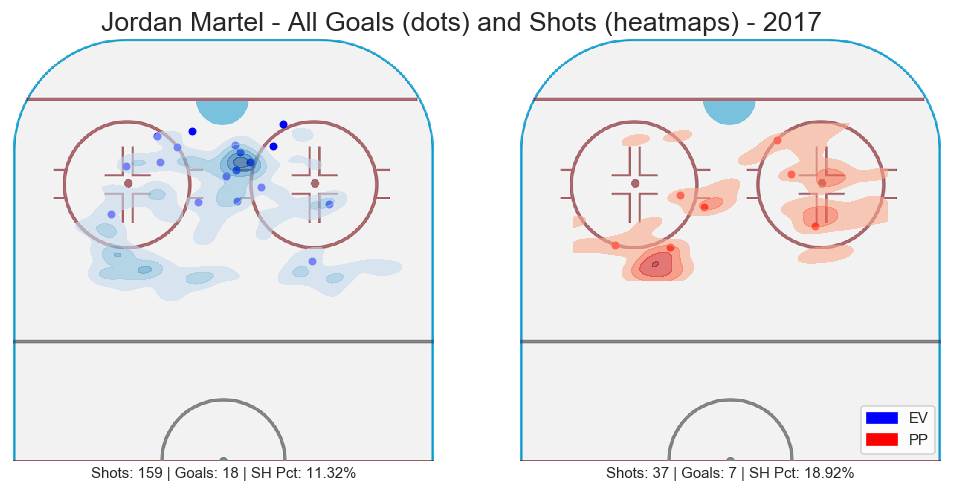 Jordan Martel - All Goals (dots) and Shots (heatmaps) - 2017
EV
PP
Shots: 159 | Goals: 18 | SH Pct: 11.32%
Shots: 37 | Goals: 7 | SH Pct: 18.92%